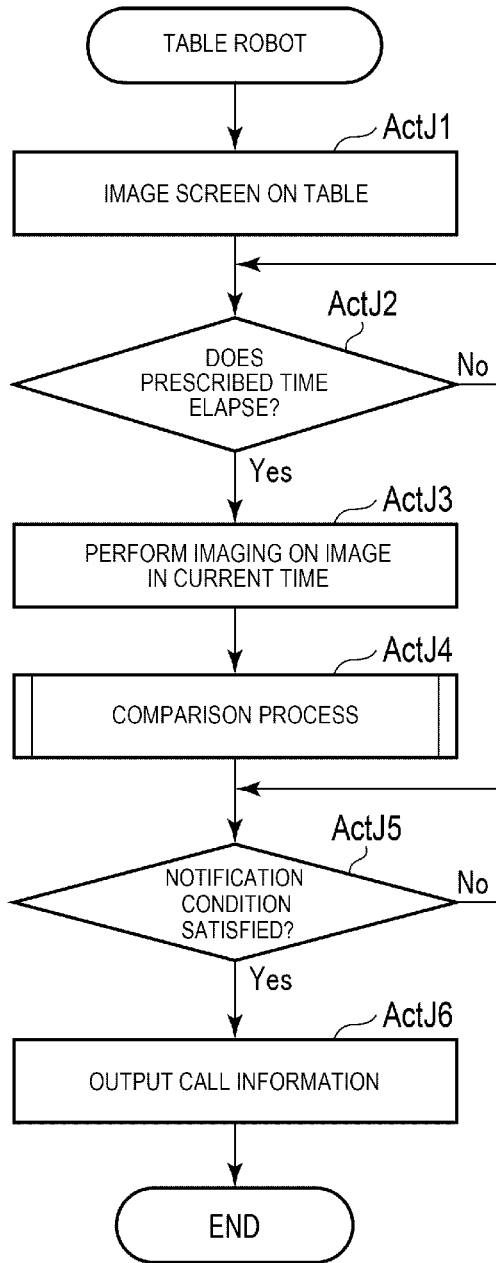 TABLE ROBOT
ActJ1
IMAGE SCREEN ON TABLE
ActJ2
DOES
PRESCRIBED TIME
ELAPSE?
No
Yes
ActJ3
PERFORM IMAGING ON IMAGE
IN CURRENT TIME
ActJ4
COMPARISON PROCESS
ActJ5
NOTIFICATION
CONDITION
SATISFIED?
No
Yes
ActJ6
OUTPUT CALL INFORMATION
END